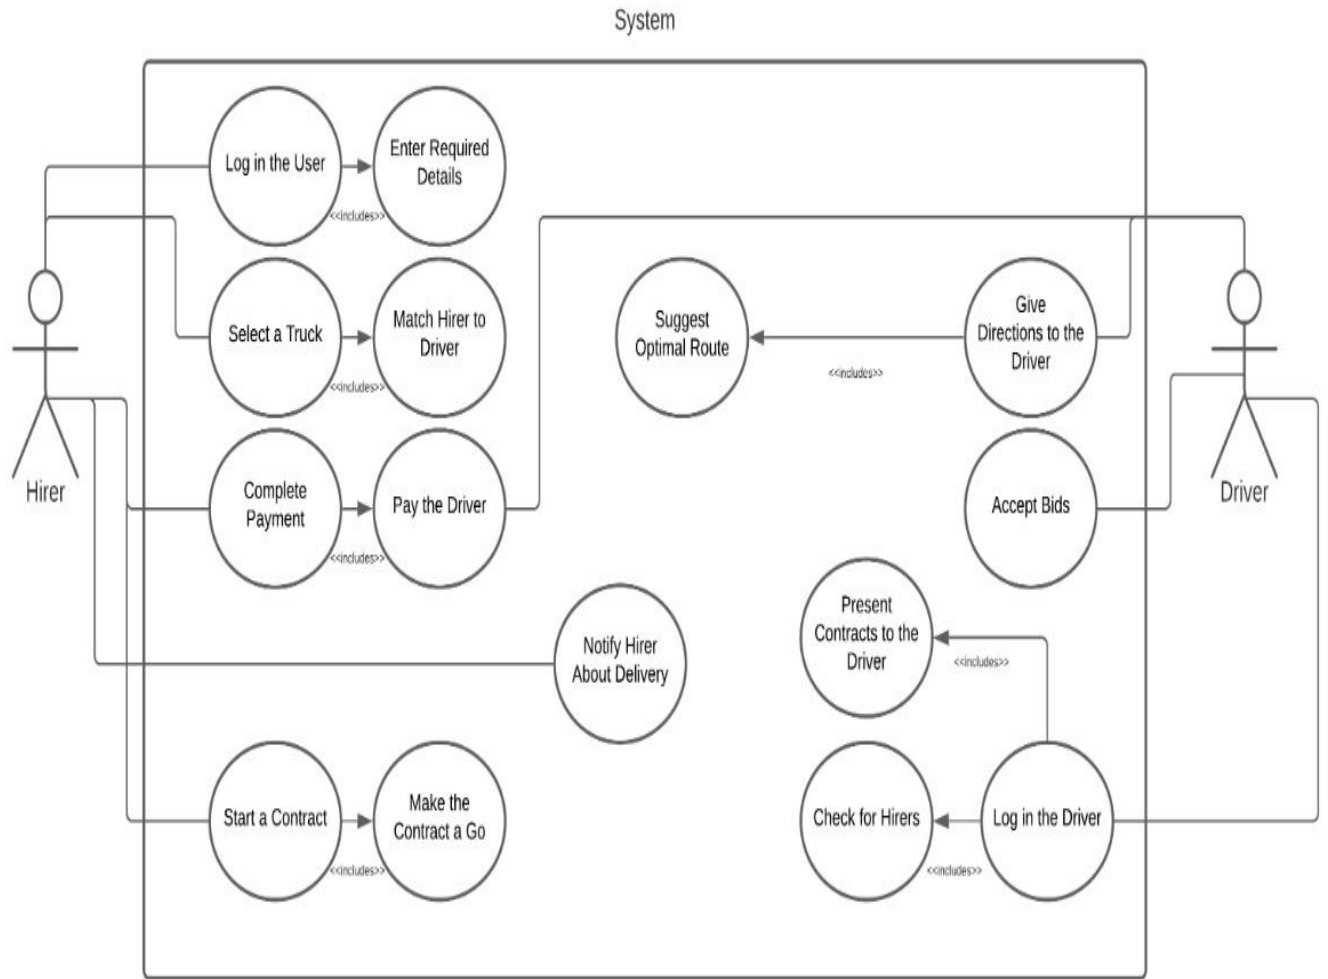 System
Log in the User
<<includes>>
Enter Required
Details
Select a Truck
<<includes>>
Match Hirer to
Driver
Suggest
Optimal Route
<<includes>>
Give
Directions to the
Driver
Hirer
Complete
Payment
<<includes>>
Pay the Driver
Accept Bids
Driver
Notify Hirer
About Delivery
Present
Contracts to the
Driver
<<includes>>
Start a Contract
<<includes>>
Make the
Contract a Go
Check for Hirers
<<includes>>
Log in the Driver